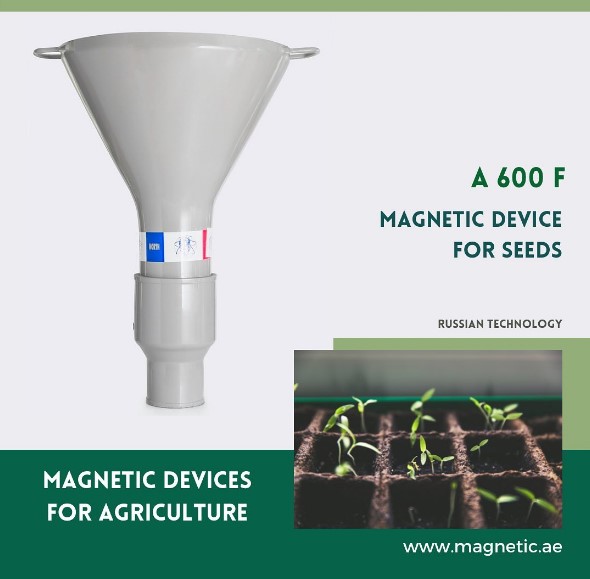 A 600 F
MAGNETIC DEVICE
FOR SEEDS
RUSSIAN TECHNOLOGY
MAGNETIC DEVICES
FOR AGRICULTURE
www.magnetic.ae